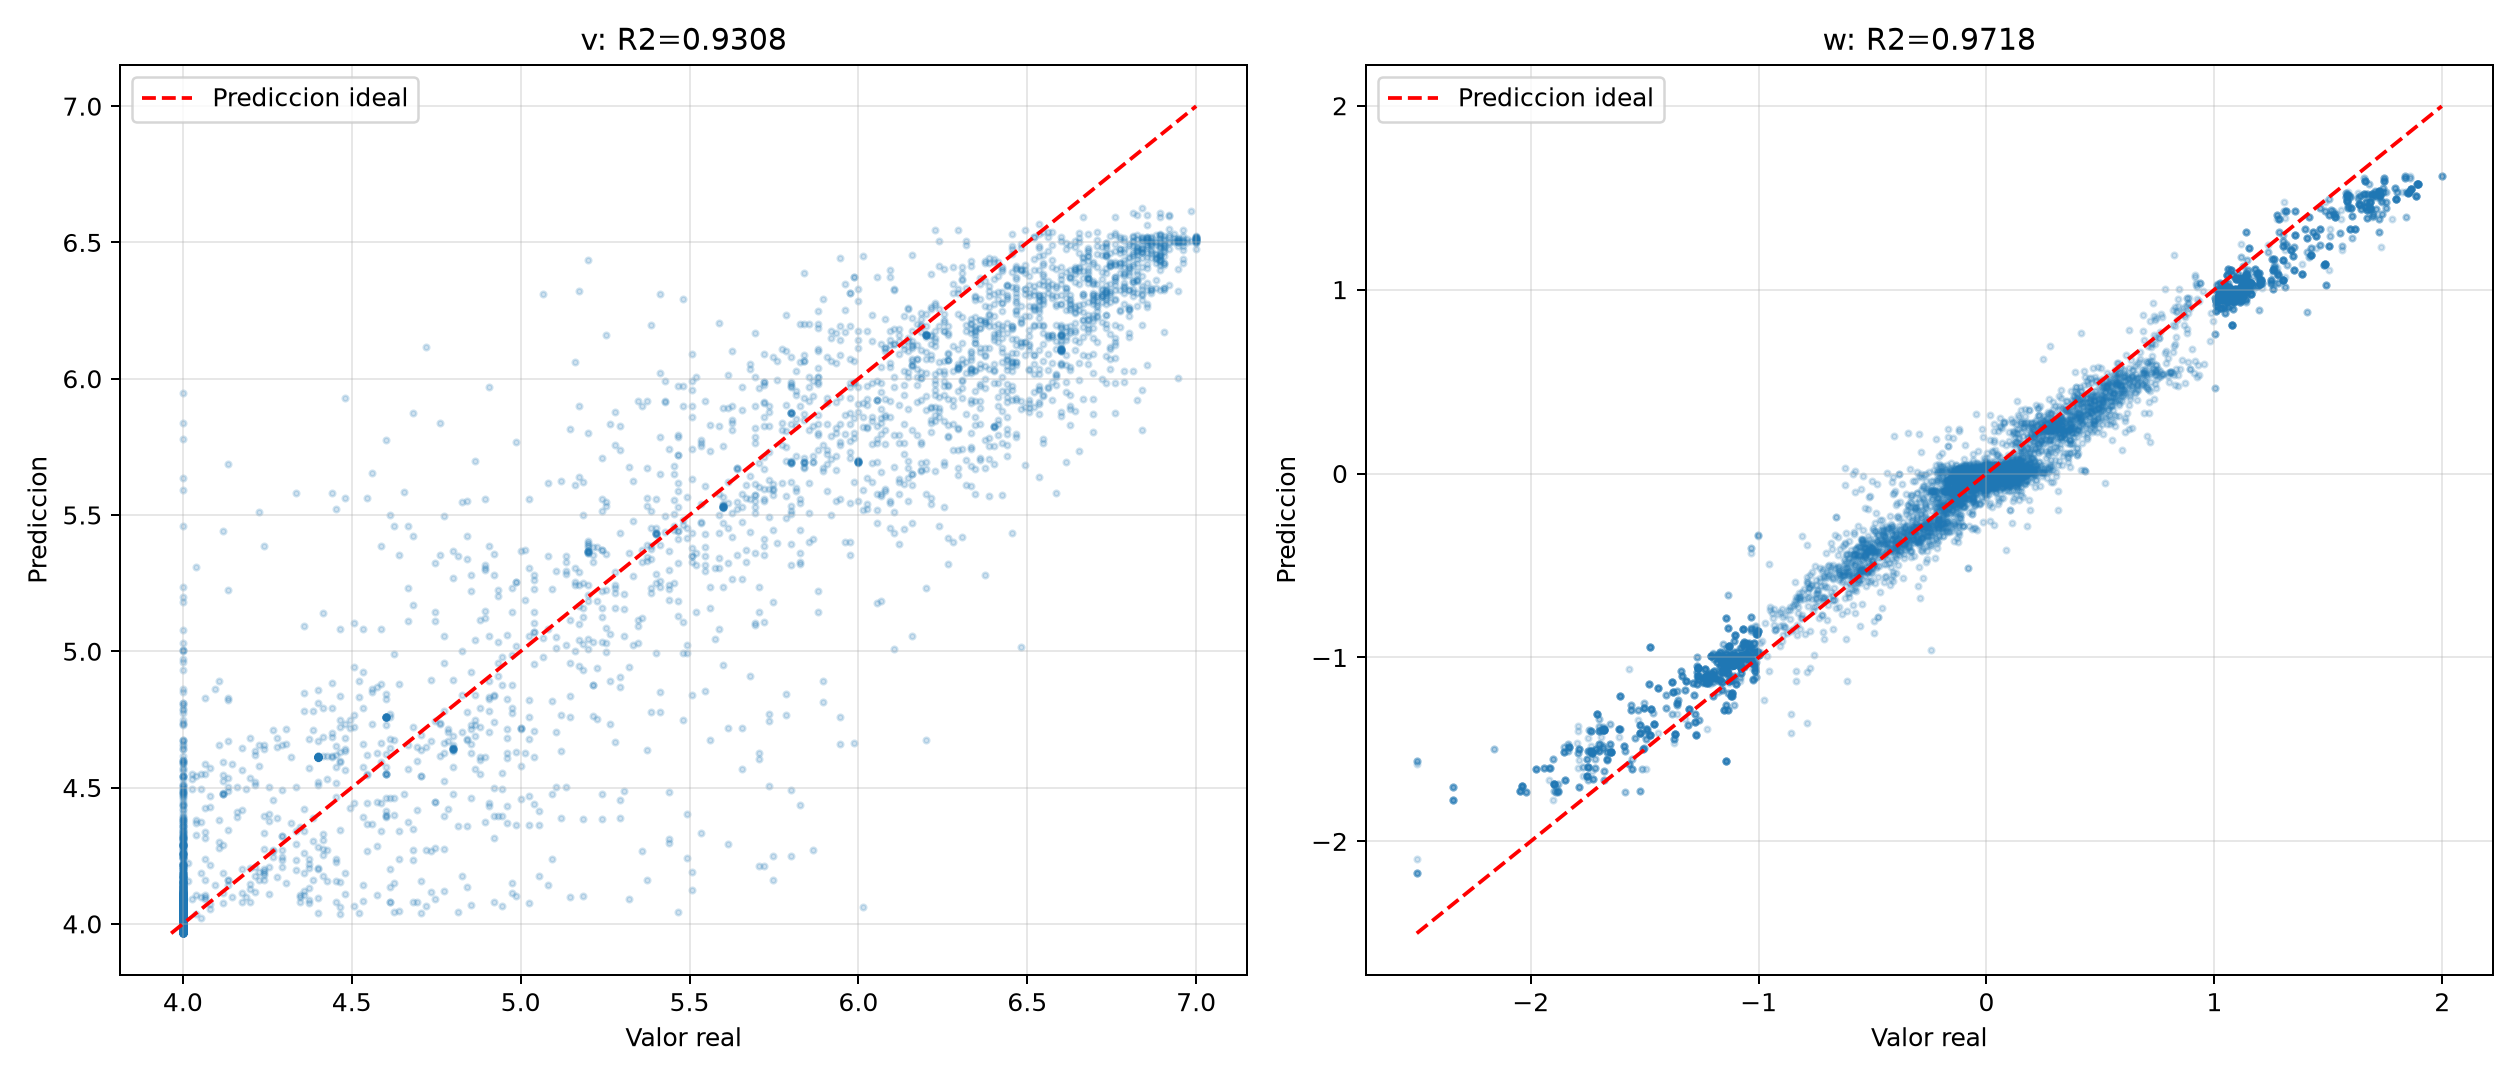 v: R2=0.9308
Prediccion ideal
7.0
6.5
6.0
5.5
5.0
4.5
4.0
Prediccion
4.0 4.5 5.0 5.5 6.0 6.5 7.0
Valor real
w: R2=0.9718
Prediccion ideal
2
1
0
−1
−2
Prediccion
−2 −1 0 1 2
Valor real